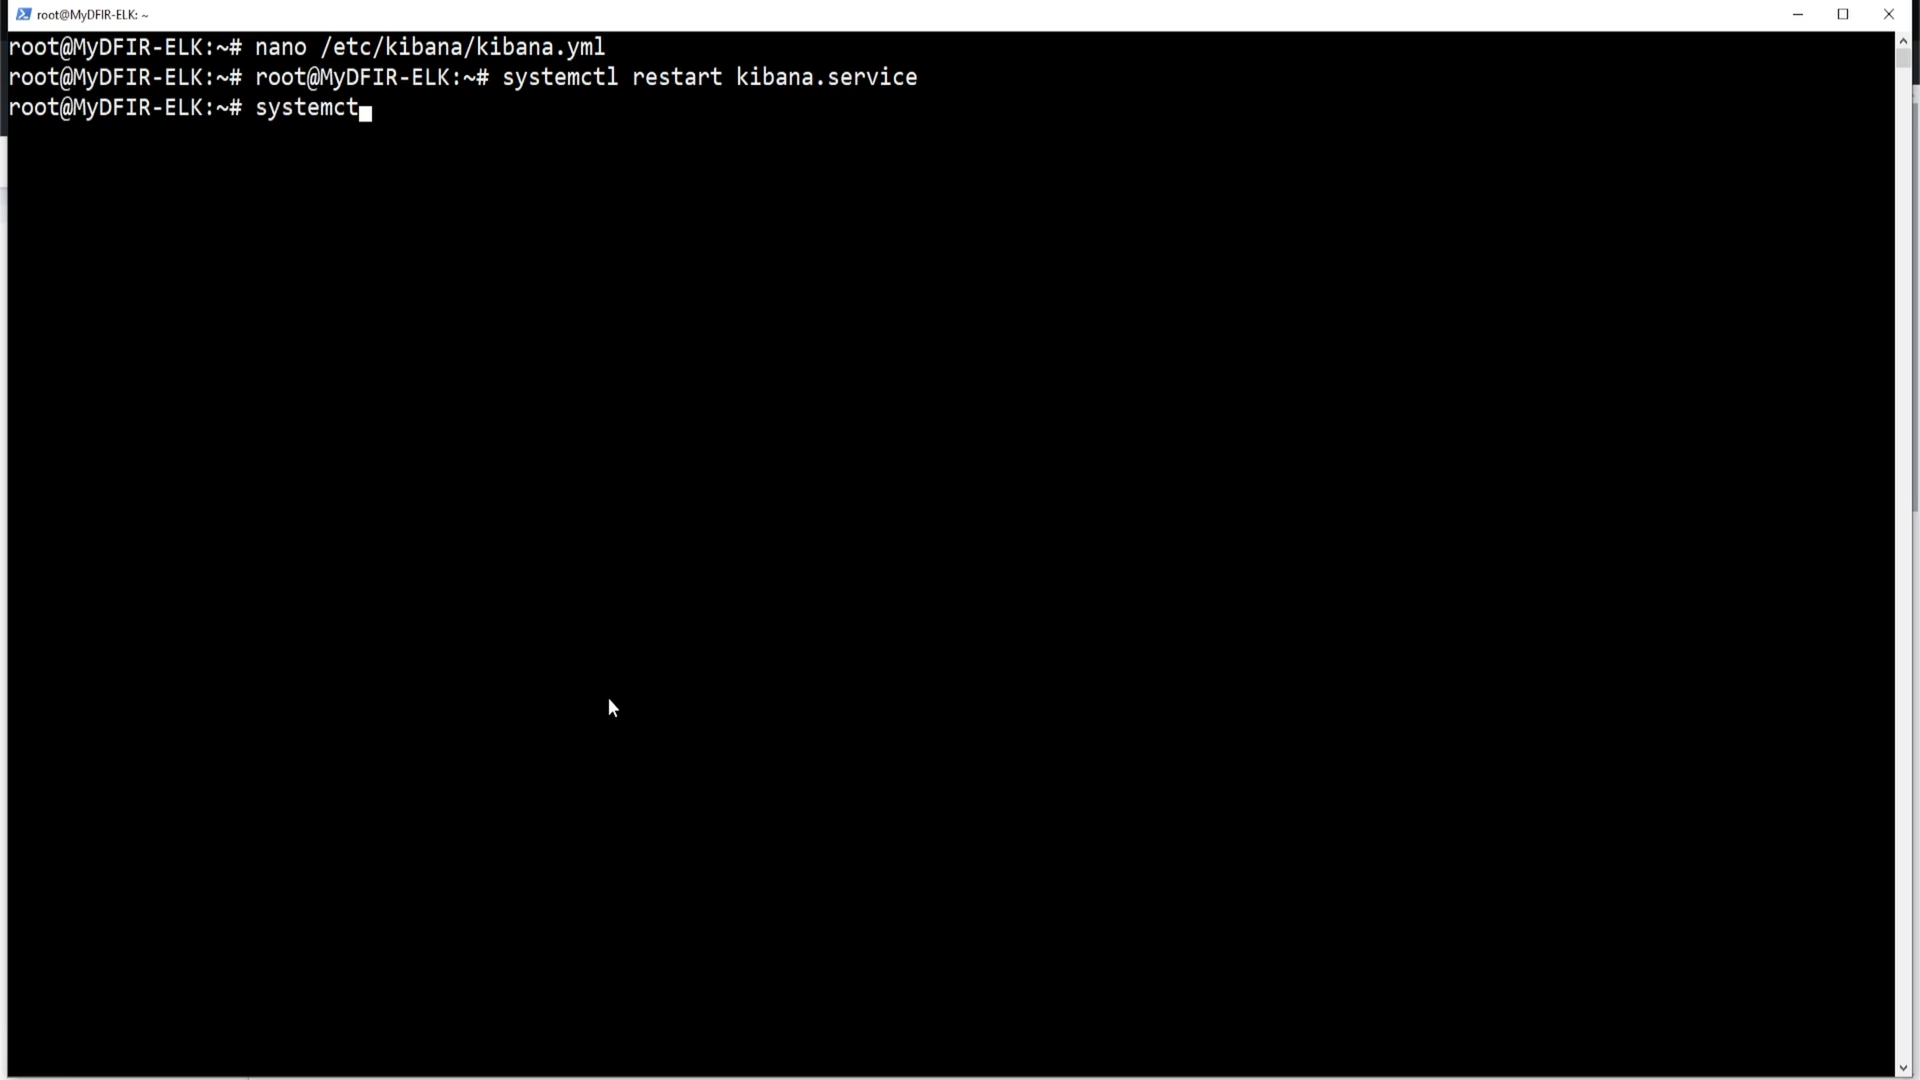 root@MyDFIR-ELK: ~
root@MyDFIR-ELK:~# nano /etc/kibana/kibana.yml
root@MyDFIR-ELK:~# root@MyDFIR-ELK:~# systemctl restart kibana.service
root@MyDFIR-ELK:~# systemct